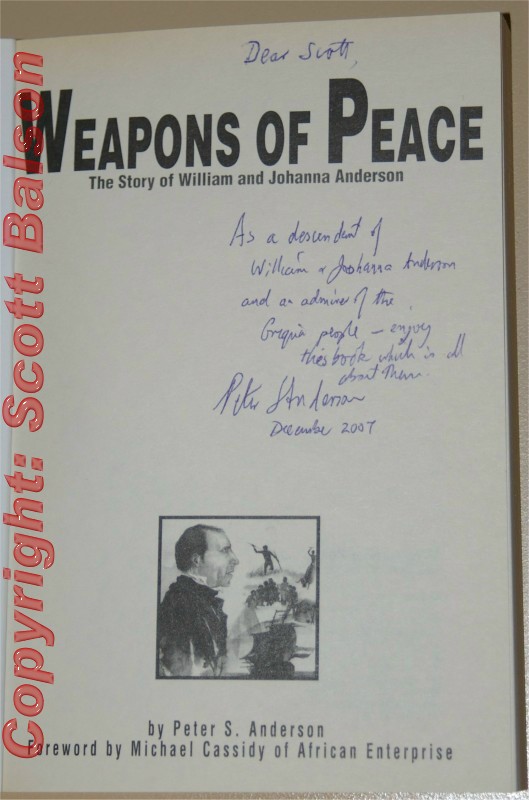 Dear Scott,
WEAPONS OF PEACE
The Story of William and Johanna Anderson
As a descendent of
William & Johanna Anderson
and an admirer of the
Grequa people – enjoy
this book which is all
about them.
Peter S Anderson
December 2007
by Peter S. Anderson
Foreword by Michael Cassidy of African Enterprise
Copyright: Scott Balson